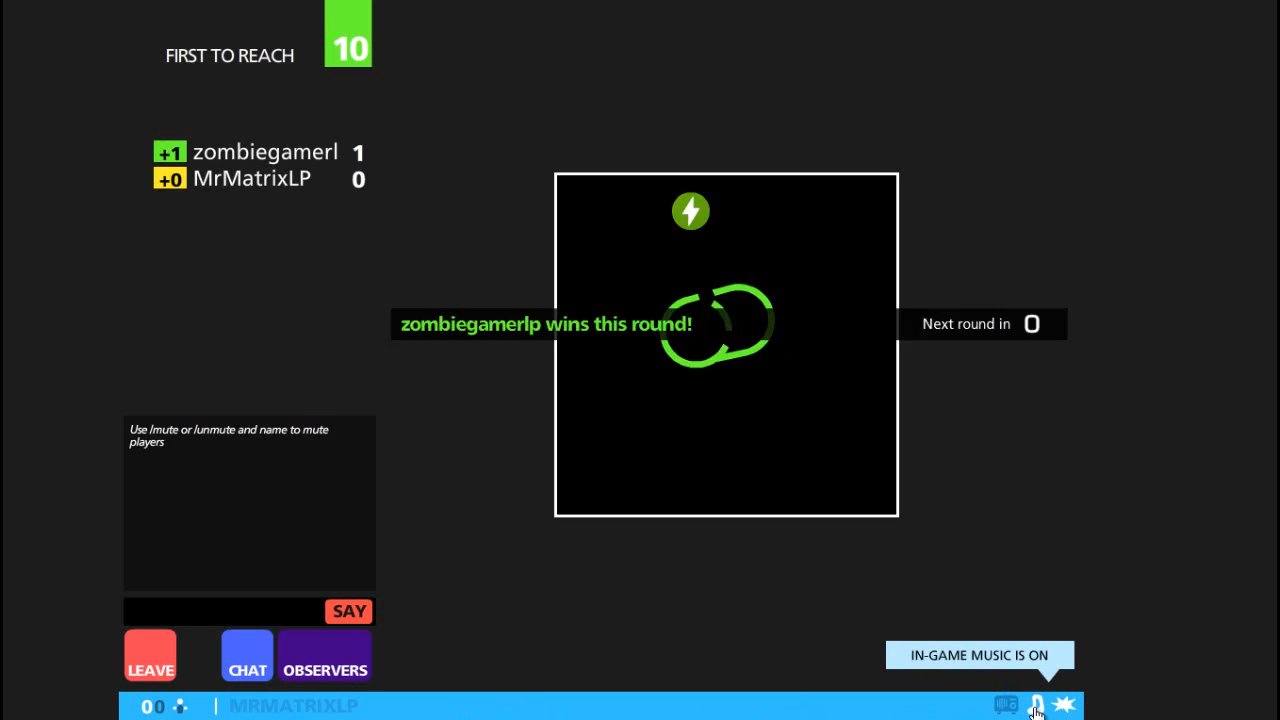 FIRST TO REACH 10
+1 zombiegamerl 1
+0 MrMatrixLP 0
zombiegamerlp wins this round!
Next round in 0
Use /mute or /unmute and name to mute
players
SAY
LEAVE CHAT OBSERVERS
IN-GAME MUSIC IS ON
00 MRMATRIXLP